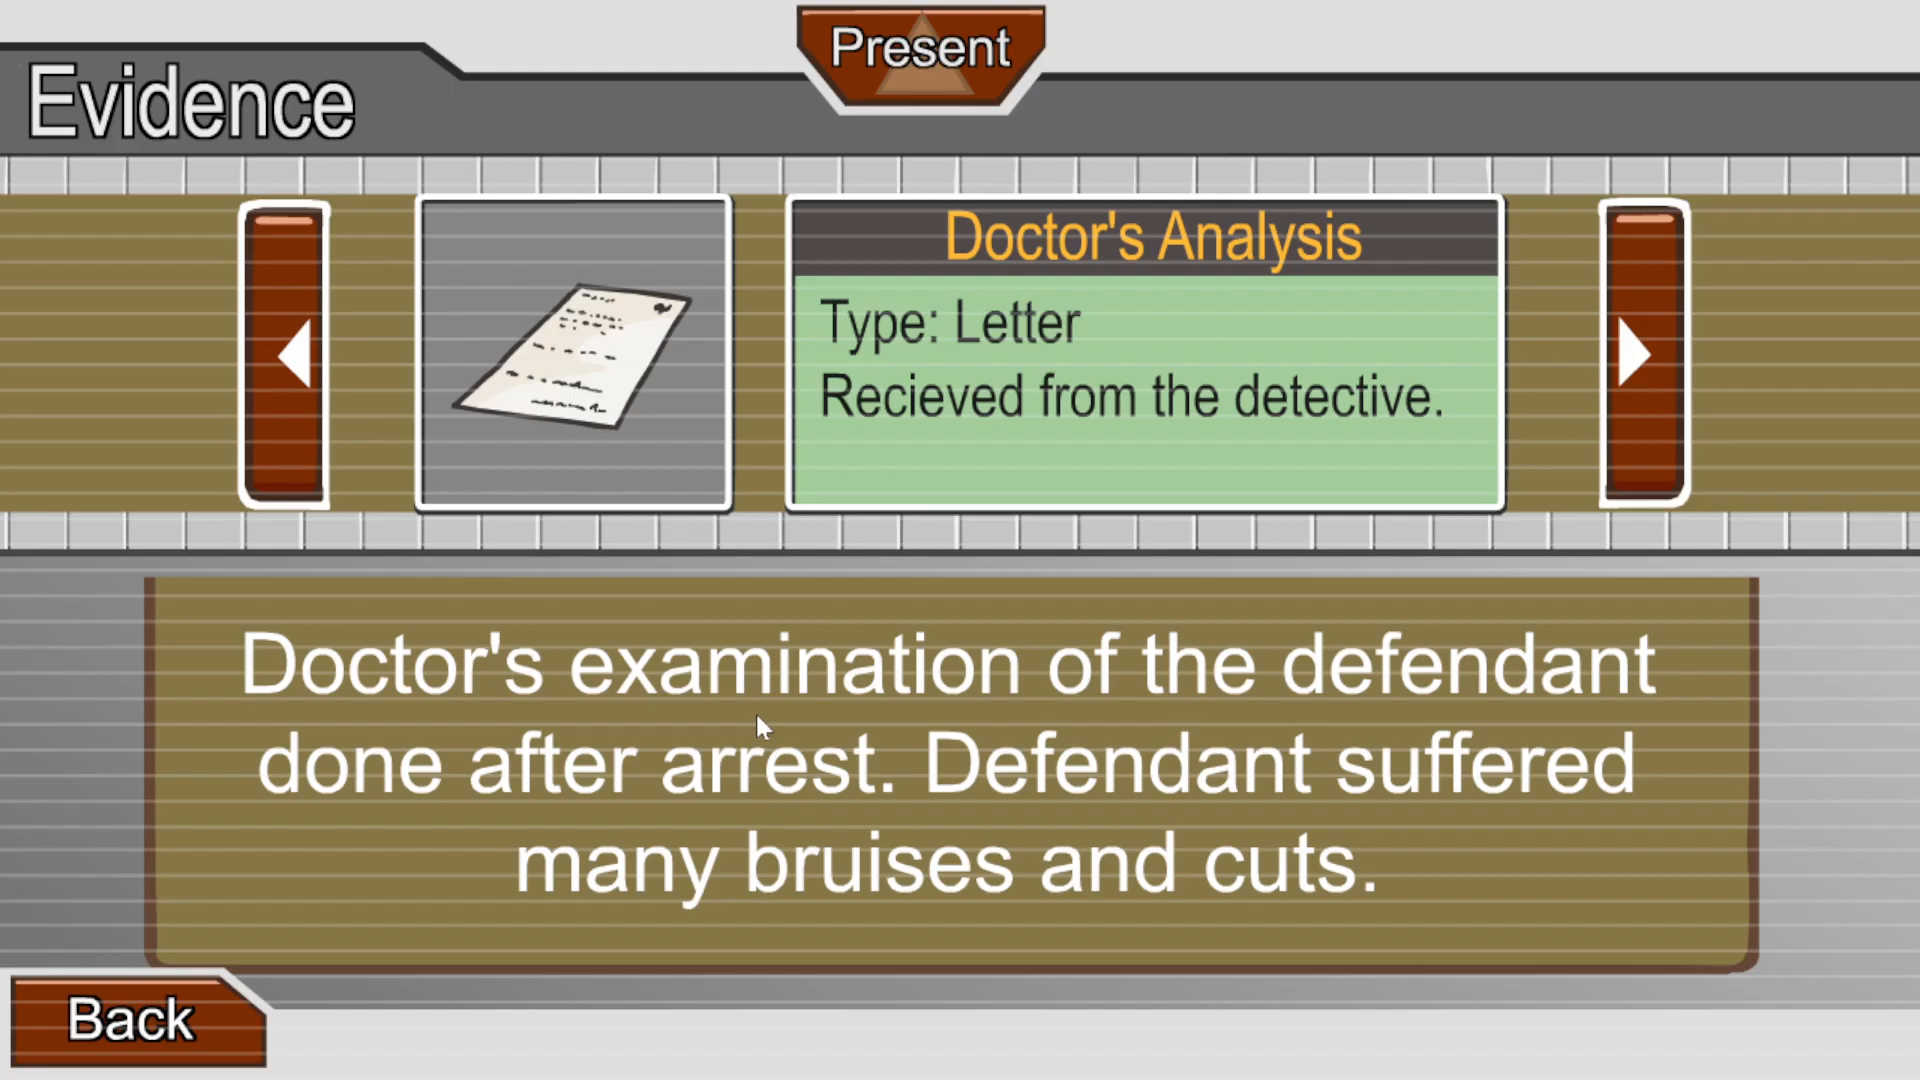 Present
Evidence
Doctor's Analysis
Type: Letter
Recieved from the detective.
Doctor's examination of the defendant
done after arrest. Defendant suffered
many bruises and cuts.
Back